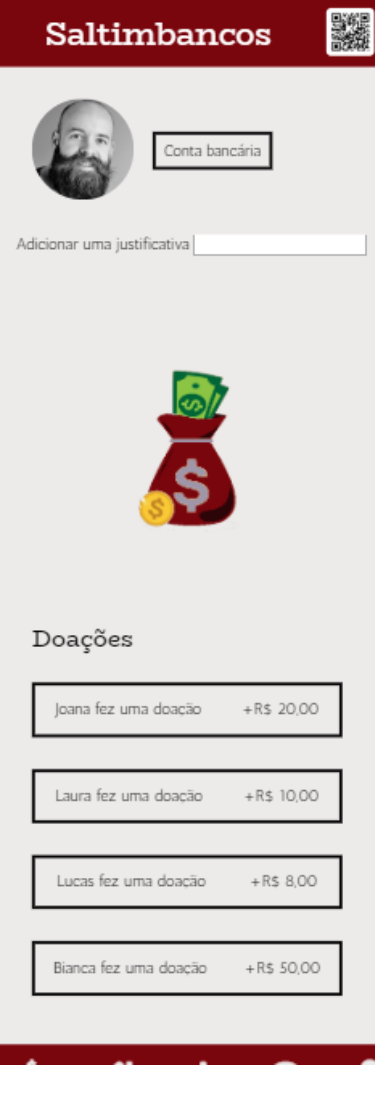 Saltimbancos
Conta bancária
Adicionar uma justificativa
$
$
Doações
Joana fez uma doação +R$ 20,00
Laura fez uma doação +R$ 10,00
Lucas fez uma doação +R$ 8,00
Bianca fez uma doação +R$ 50,00